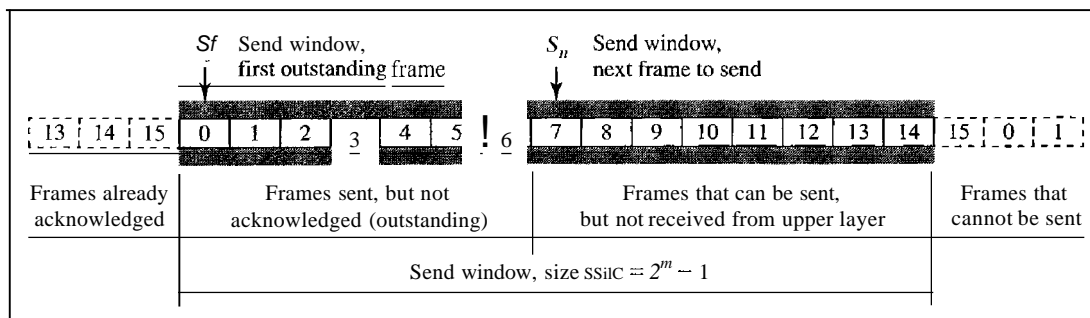 Sf Send window, Sn Send window,
first outstanding frame next frame to send
13 14 15 0 1 2 3 4 5 ! 6 7 8 9 10 11 12 13 14 15 0 1
Frames already Frames sent, but not Frames that can be sent, Frames that
acknowledged acknowledged (outstanding) but not received from upper layer cannot be sent
Send window, size SSiIC = 2^m − 1